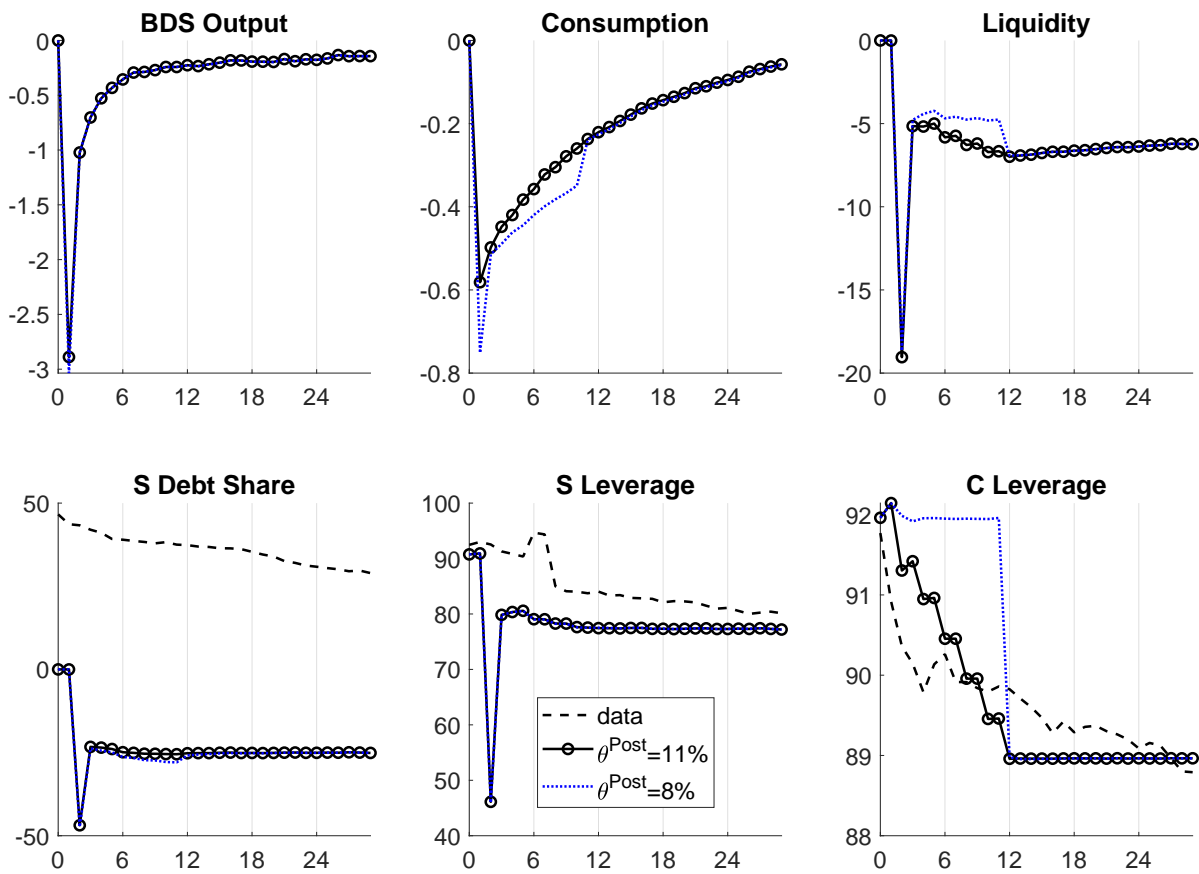 BDS Output
0
-0.5
-1
-1.5
-2
-2.5
-3
0 6 12 18 24
Consumption
0
-0.2
-0.4
-0.6
-0.8
0 6 12 18 24
Liquidity
0
-5
-10
-15
-20
0 6 12 18 24
S Debt Share
50
0
-50
0 6 12 18 24
S Leverage
100
90
80
70
60
50
40
0 6 12 18 24
data
θ^Post=11%
θ^Post=8%
C Leverage
92
91
90
89
88
0 6 12 18 24